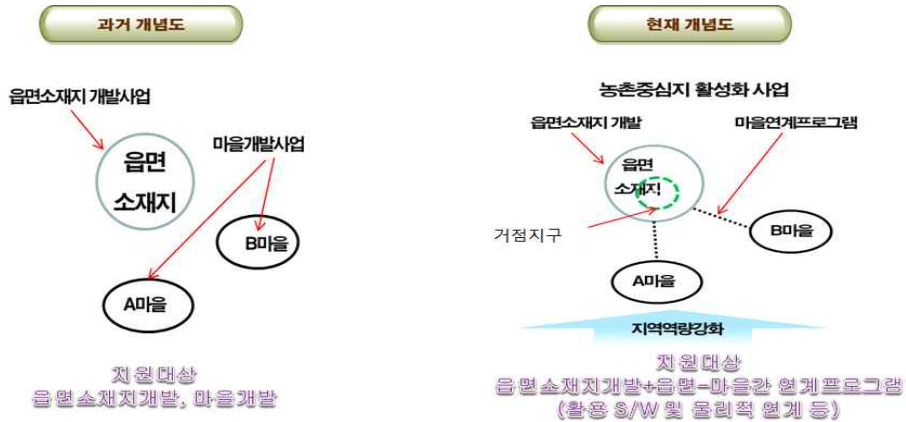 과거 개념도
읍면소재지 개발사업
마을개발사업
읍면
소재지
B마을
A마을
지원대상
읍면소재지개발, 마을개발
현재 개념도
농촌중심지 활성화 사업
읍면소재지 개발
마을연계프로그램
읍면
소재지
거점지구
B마을
A마을
지역역량강화
지원대상
읍면소재지개발+읍면-마을간 연계프로그램
(활용 S/W 및 물리적 연계 등)